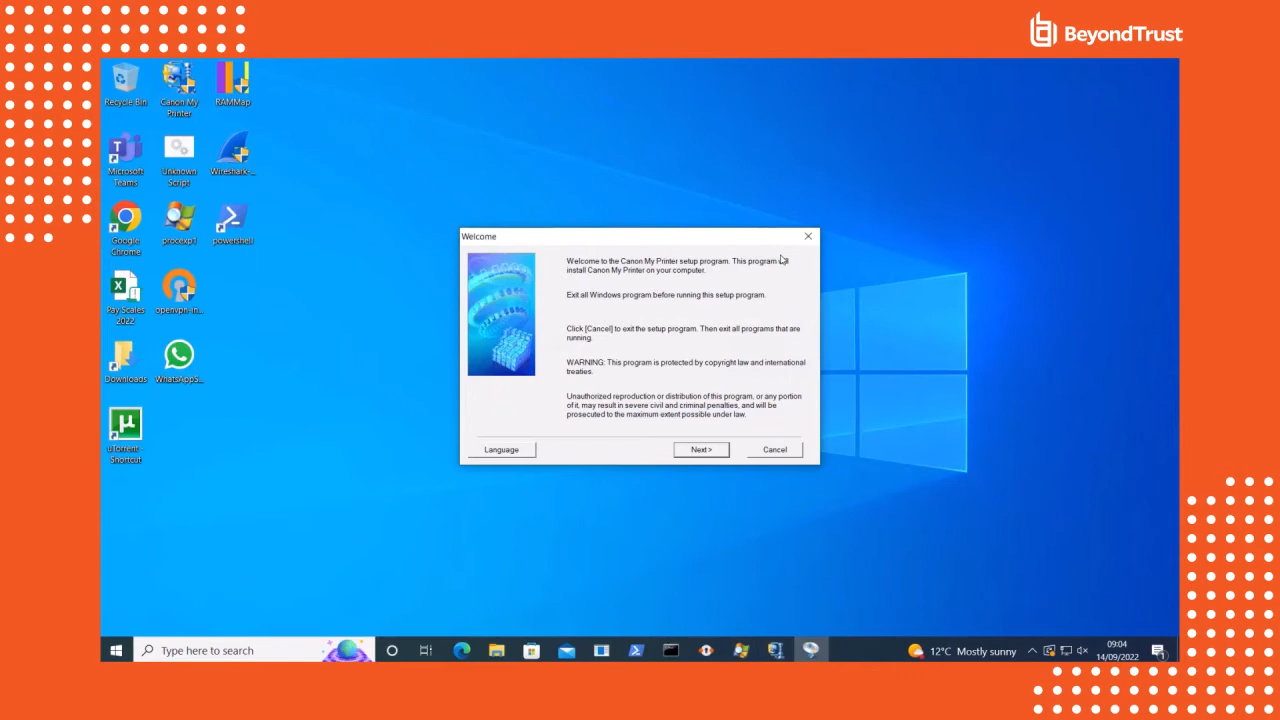 BeyondTrust
Recycle Bin
Canon My
Printer
RAMMap
Microsoft
Teams
Unknown
Script
Wireshark-...
Google
Chrome
procexp1
powershell
Pay Scales
2022
openvpn-in...
Downloads
WhatsAppS...
uTorrent -
Shortcut
Welcome
Welcome to the Canon My Printer setup program. This program
install Canon My Printer on your computer.
Exit all Windows program before running this setup program.
Click [Cancel] to exit the setup program. Then exit all programs that are
running.
WARNING: This program is protected by copyright law and international
treaties.
Unauthorized reproduction or distribution of this program, or any portion
of it, may result in severe civil and criminal penalties, and will be
prosecuted to the maximum extent possible under law.
Language
Next >
Cancel
Type here to search
12°C Mostly sunny
09:04
14/09/2022
1